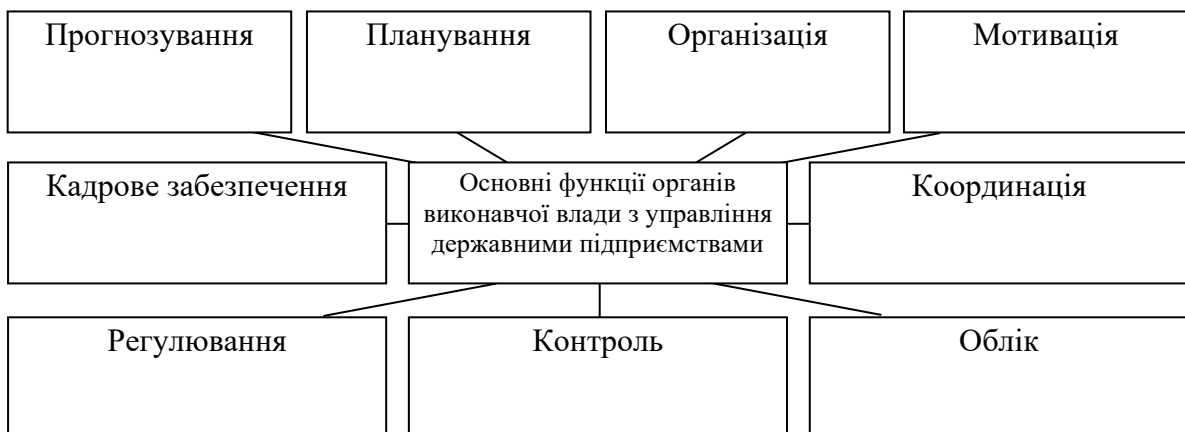 Прогнозування
Планування
Організація
Мотивація
Кадрове забезпечення
Основні функції органів
виконавчої влади з управління
державними підприємствами
Координація
Регулювання
Контроль
Облік